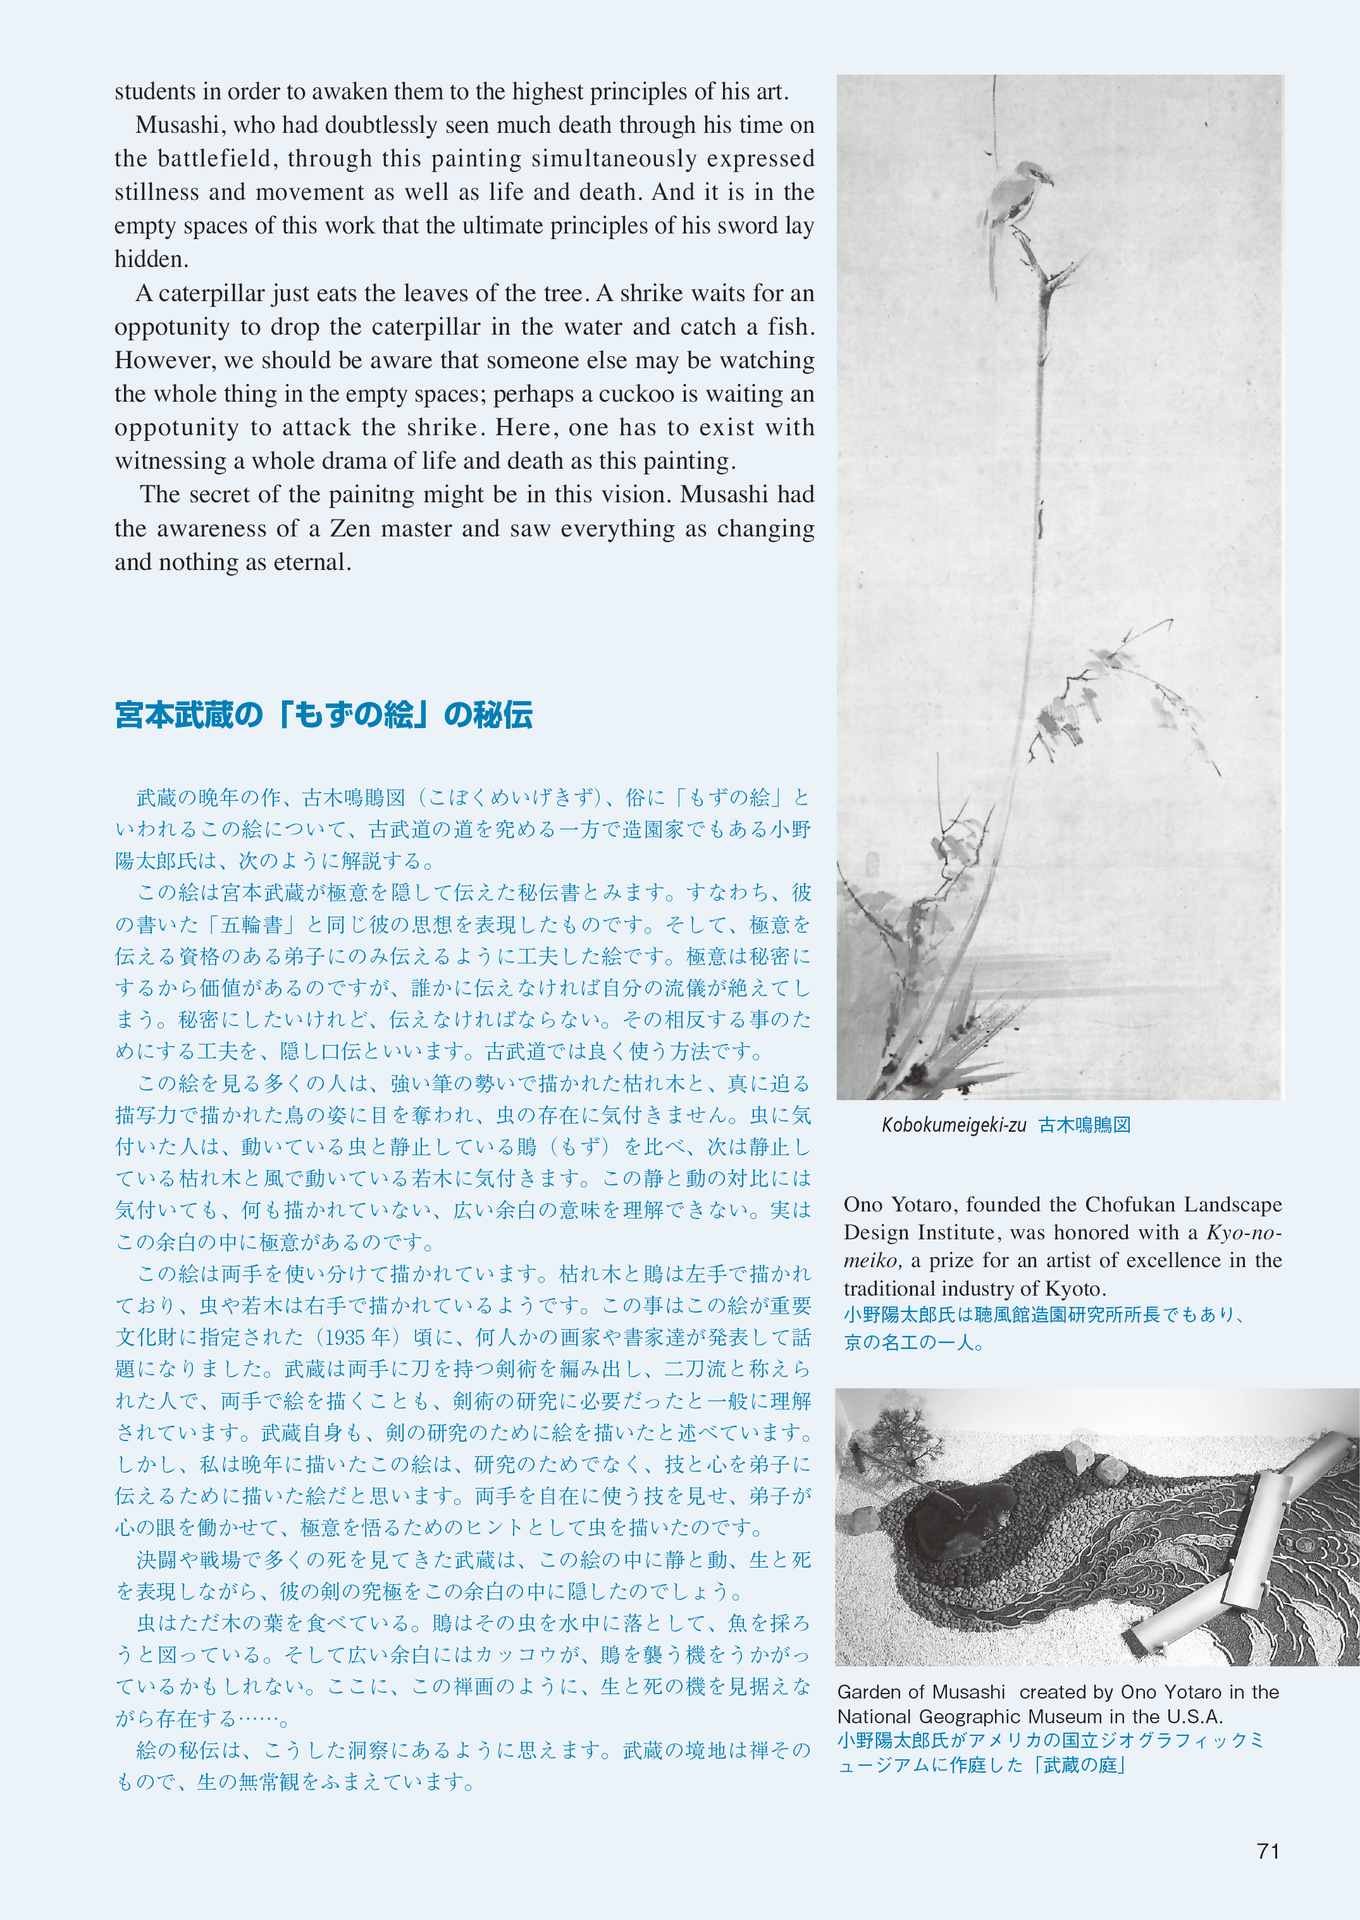 students in order to awaken them to the highest principles of his art.
Musashi, who had doubtlessly seen much death through his time on
the battlefield, through this painting simultaneously expressed
stillness and movement as well as life and death. And it is in the
empty spaces of this work that the ultimate principles of his sword lay
hidden.
A caterpillar just eats the leaves of the tree. A shrike waits for an
oppotunity to drop the caterpillar in the water and catch a fish.
However, we should be aware that someone else may be watching
the whole thing in the empty spaces; perhaps a cuckoo is waiting an
oppotunity to attack the shrike. Here, one has to exist with
witnessing a whole drama of life and death as this painting.
The secret of the painitng might be in this vision. Musashi had
the awareness of a Zen master and saw everything as changing
and nothing as eternal.
宮本武蔵の「もずの絵」の秘伝
武蔵の晩年の作、古木鳴鵙図（こぼくめいげきず）、俗に「もずの絵」と
いわれるこの絵について、古武道の道を究める一方で造園家でもある小野
陽太郎氏は、次のように解説する。
この絵は宮本武蔵が極意を隠して伝えた秘伝書とみます。すなわち、彼
の書いた「五輪書」と同じ彼の思想を表現したものです。そして、極意を
伝える資格のある弟子にのみ伝えるように工夫した絵です。極意は秘密に
するから価値があるのですが、誰かに伝えなければ自分の流儀が絶えてし
まう。秘密にしたいけれど、伝えなければならない。その相反する事のた
めにする工夫を、隠し口伝といいます。古武道では良く使う方法です。
この絵を見る多くの人は、強い筆の勢いで描かれた枯れ木と、真に迫る
描写力で描かれた鳥の姿に目を奪われ、虫の存在に気付きません。虫に気
付いた人は、動いている虫と静止している鵙（もず）を比べ、次は静止し
ている枯れ木と風で動いている若木に気付きます。この静と動の対比には
気付いても、何も描かれていない、広い余白の意味を理解できない。実は
この余白の中に極意があるのです。
この絵は両手を使い分けて描かれています。枯れ木と鵙は左手で描かれ
ており、虫や若木は右手で描かれているようです。この事はこの絵が重要
文化財に指定された（1935 年）頃に、何人かの画家や書家達が発表して話
題になりました。武蔵は両手に刀を持つ剣術を編み出し、二刀流と称えら
れた人で、両手で絵を描くことも、剣術の研究に必要だったと一般に理解
されています。武蔵自身も、剣の研究のために絵を描いたと述べています。
しかし、私は晩年に描いたこの絵は、研究のためでなく、技と心を弟子に
伝えるために描いた絵だと思います。両手を自在に使う技を見せ、弟子が
心の眼を働かせて、極意を悟るためのヒントとして虫を描いたのです。
決闘や戦場で多くの死を見てきた武蔵は、この絵の中に静と動、生と死
を表現しながら、彼の剣の究極をこの余白の中に隠したのでしょう。
虫はただ木の葉を食べている。鵙はその虫を水中に落として、魚を採ろ
うと図っている。そして広い余白にはカッコウが、鵙を襲う機をうかがっ
ているかもしれない。ここに、この禅画のように、生と死の機を見据えな
がら存在する……。
絵の秘伝は、こうした洞察にあるように思えます。武蔵の境地は禅その
もので、生の無常観をふまえています。
Kobokumeigeki-zu 古木鳴鵙図
Ono Yotaro, founded the Chofukan Landscape
Design Institute, was honored with a Kyo-no-
meiko, a prize for an artist of excellence in the
traditional industry of Kyoto.
小野陽太郎氏は聴風館造園研究所所長でもあり、
京の名工の一人。
Garden of Musashi created by Ono Yotaro in the
National Geographic Museum in the U.S.A.
小野陽太郎氏がアメリカの国立ジオグラフィックミ
ュージアムに作庭した「武蔵の庭」
71